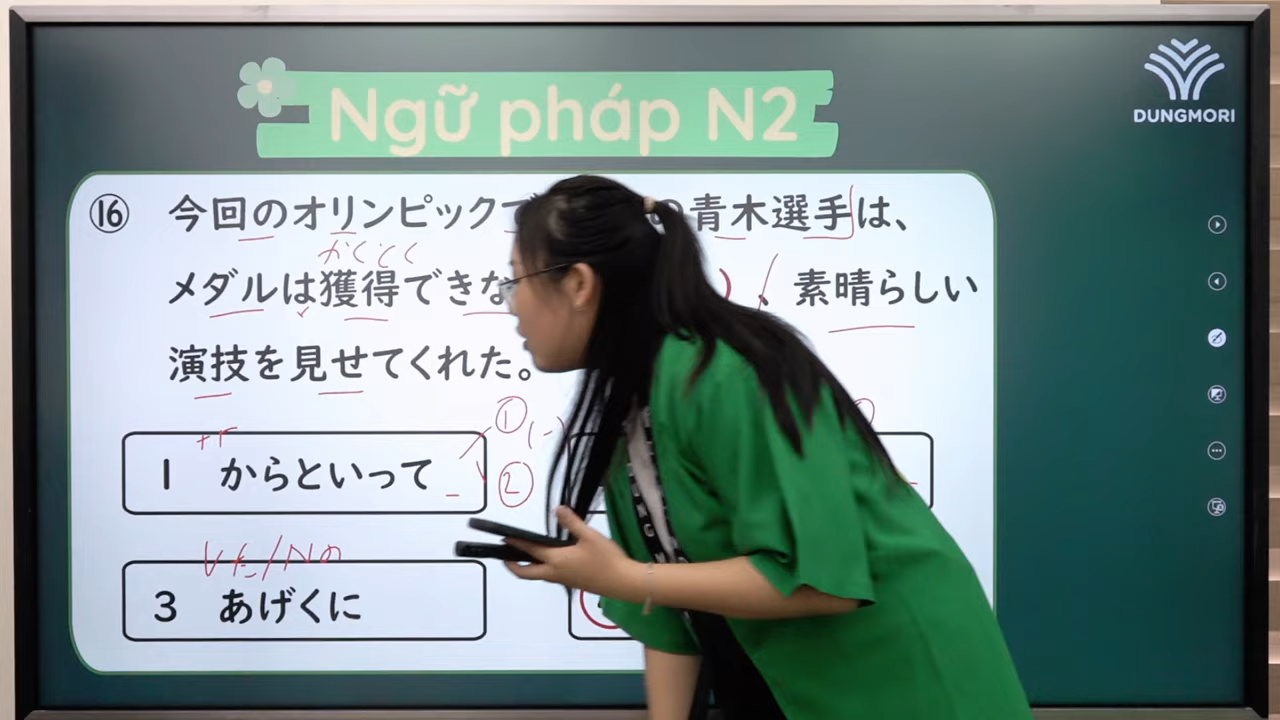 Ngữ pháp N2
DUNGMORI
⑯ 今回のオリンピック の青木選手は、
かくとく
メダルは獲得できな 、素晴らしい
演技を見せてくれた。
①
②
1 からといって
Vた/Nの
3 あげくに